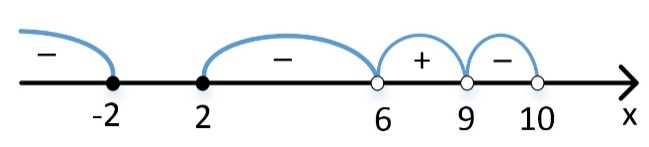 − − + −
-2 2 6 9 10 x